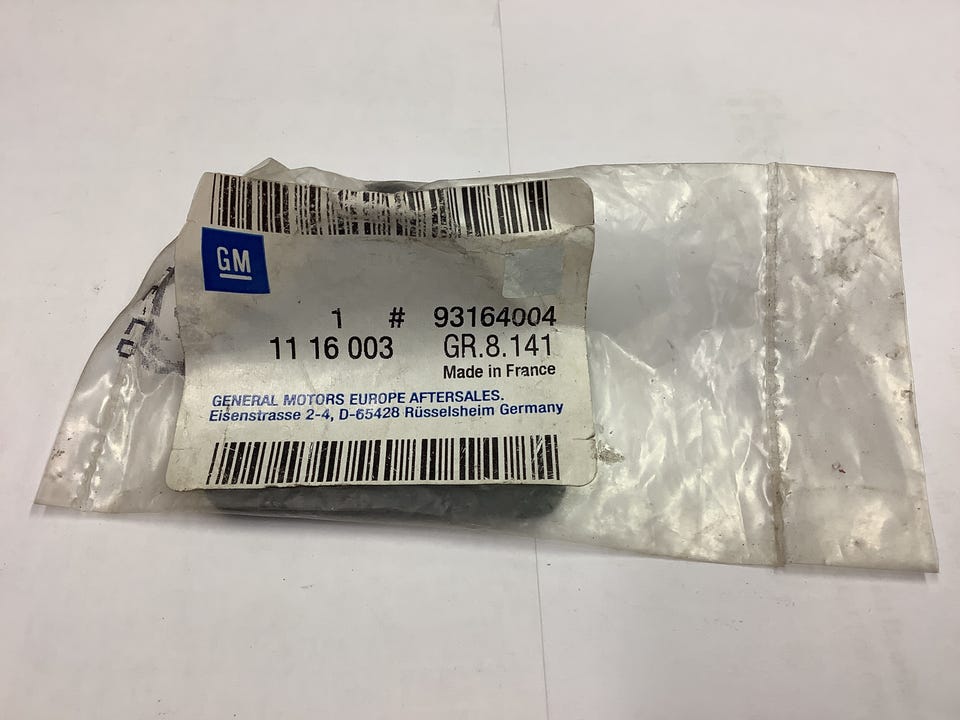 GM
1 # 93164004
11 16 003 GR.8.141
Made in France
GENERAL MOTORS EUROPE AFTERSALES.
Eisenstrasse 2-4, D-65428 Rüsselsheim Germany